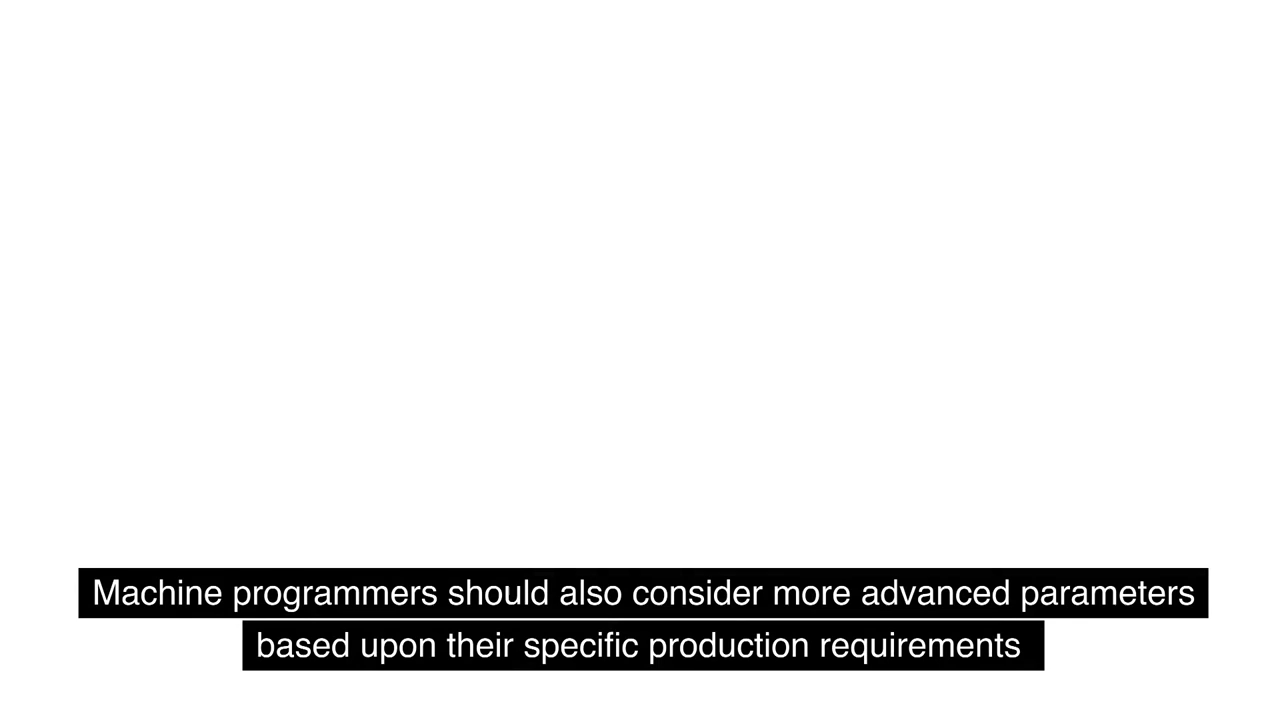 Machine programmers should also consider more advanced parameters
based upon their specific production requirements